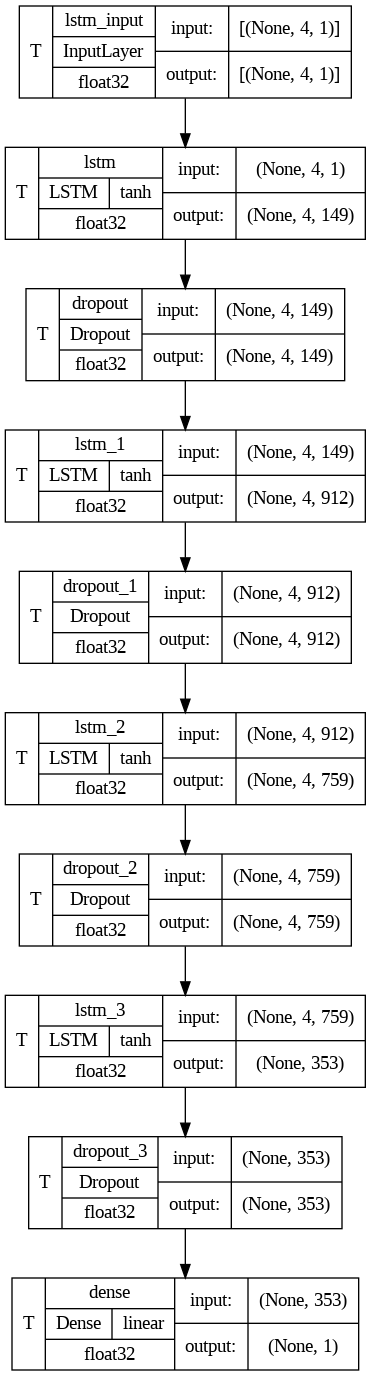 lstm_input input: [(None, 4, 1)]
T InputLayer
float32 output: [(None, 4, 1)]
lstm input: (None, 4, 1)
T LSTM tanh
float32 output: (None, 4, 149)
dropout input: (None, 4, 149)
T Dropout
float32 output: (None, 4, 149)
lstm_1 input: (None, 4, 149)
T LSTM tanh
float32 output: (None, 4, 912)
dropout_1 input: (None, 4, 912)
T Dropout
float32 output: (None, 4, 912)
lstm_2 input: (None, 4, 912)
T LSTM tanh
float32 output: (None, 4, 759)
dropout_2 input: (None, 4, 759)
T Dropout
float32 output: (None, 4, 759)
lstm_3 input: (None, 4, 759)
T LSTM tanh
float32 output: (None, 353)
dropout_3 input: (None, 353)
T Dropout
float32 output: (None, 353)
dense input: (None, 353)
T Dense linear
float32 output: (None, 1)